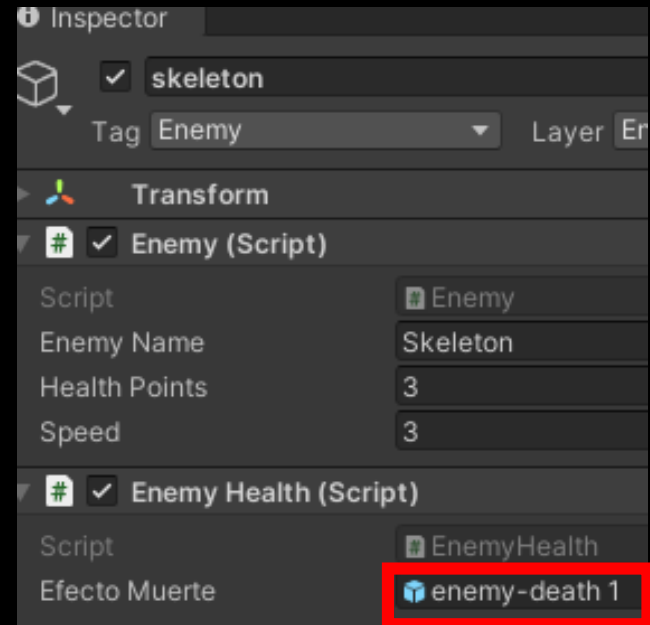 Inspector
skeleton
Tag Enemy Layer
Transform
Enemy (Script)
Script Enemy
Enemy Name Skeleton
Health Points 3
Speed 3
Enemy Health (Script)
Script EnemyHealth
Efecto Muerte enemy-death 1